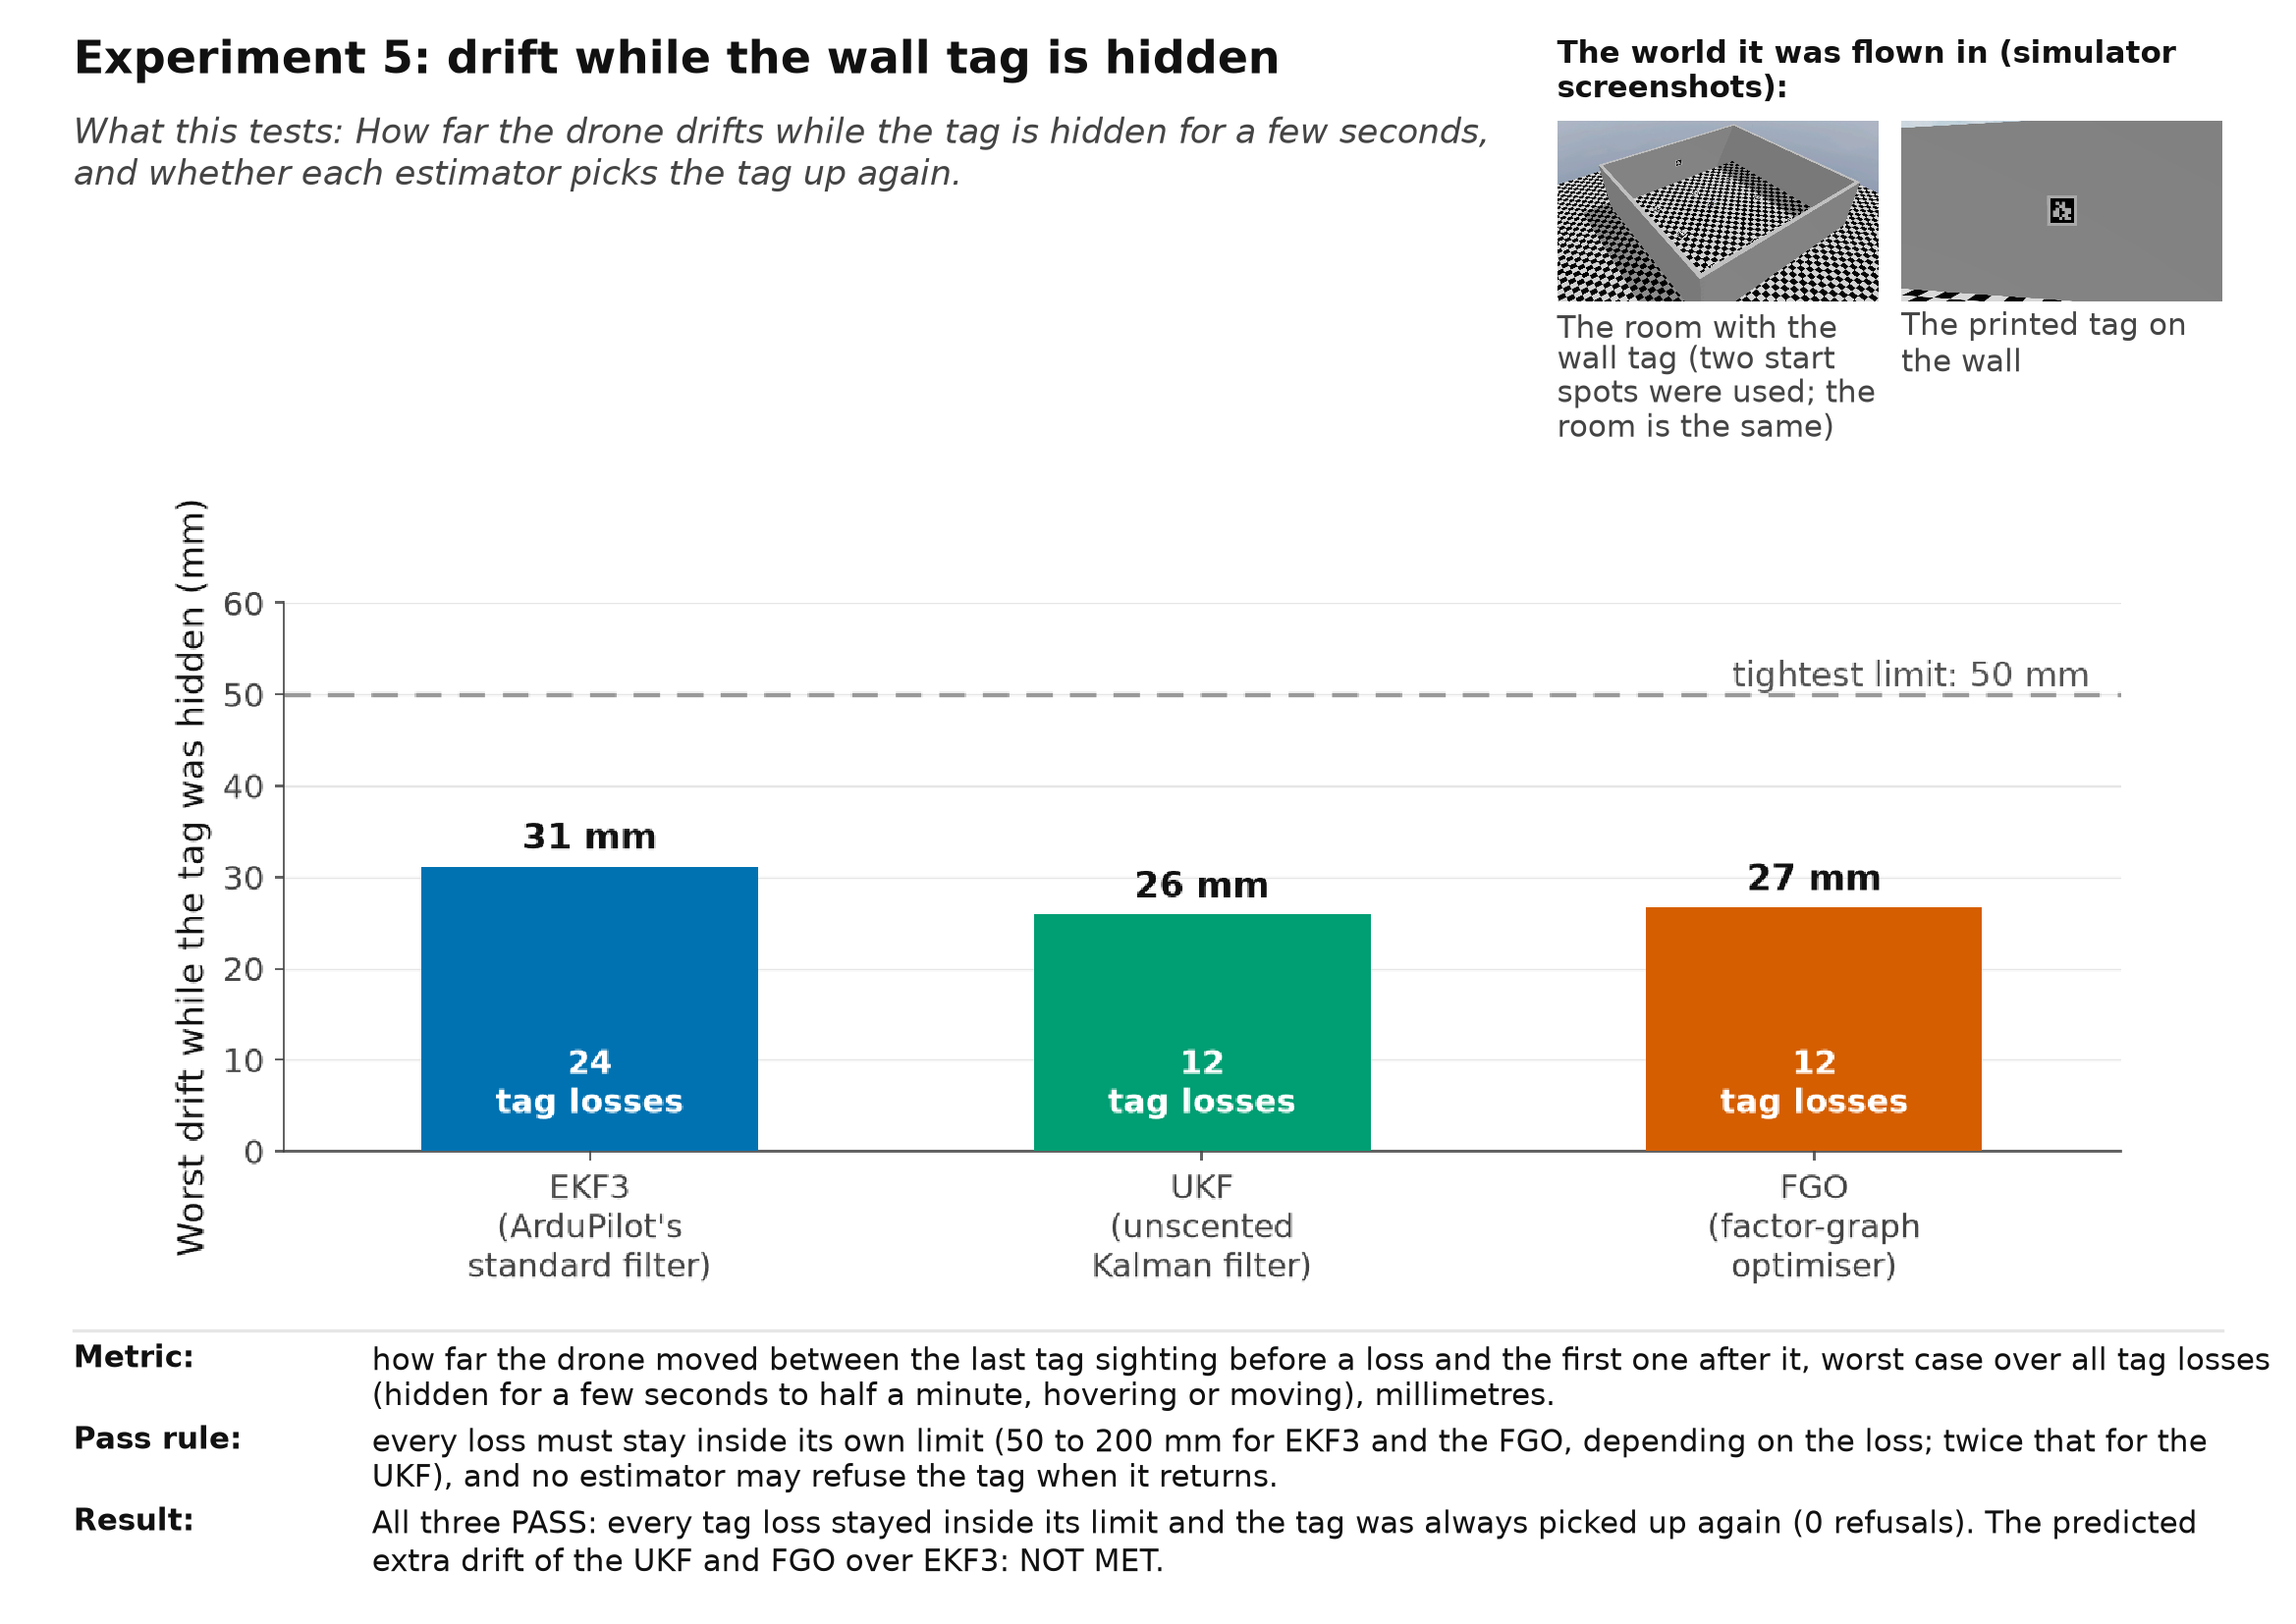 Experiment 5: drift while the wall tag is hidden
What this tests: How far the drone drifts while the tag is hidden for a few seconds,
and whether each estimator picks the tag up again.
The world it was flown in (simulator
screenshots):
The room with the
wall tag (two start
spots were used; the
room is the same)
The printed tag on
the wall
Worst drift while the tag was hidden (mm)
60
50
40
30
20
10
0
tightest limit: 50 mm
31 mm
26 mm
27 mm
24
tag losses
12
tag losses
12
tag losses
EKF3
(ArduPilot's
standard filter)
UKF
(unscented
Kalman filter)
FGO
(factor-graph
optimiser)
Metric:
how far the drone moved between the last tag sighting before a loss and the first one after it, worst case over all tag losses
(hidden for a few seconds to half a minute, hovering or moving), millimetres.
Pass rule:
every loss must stay inside its own limit (50 to 200 mm for EKF3 and the FGO, depending on the loss; twice that for the
UKF), and no estimator may refuse the tag when it returns.
Result:
All three PASS: every tag loss stayed inside its limit and the tag was always picked up again (0 refusals). The predicted
extra drift of the UKF and FGO over EKF3: NOT MET.